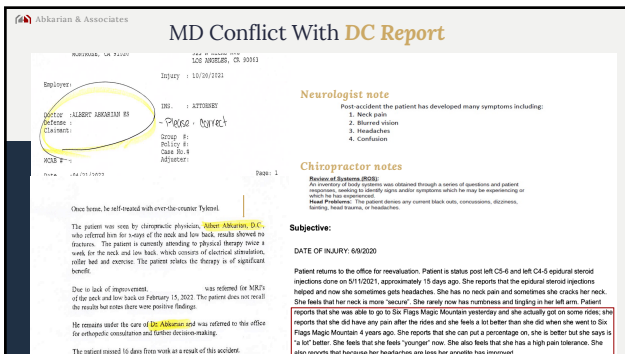 Abkarian & Associates
MD Conflict With DC Report
LOS ANGELES, CA 90063
Injury : 10/20/2021
Employer:
INS. : ATTORNEY
Doctor :ALBERT ABKARIAN KS
Defense :
Claimant:
- Please, correct
Group #:
Policy #:
Case No.#
Adjuster:
WCAB # :
Page: 1
Once home, he self-treated with over-the-counter Tylenol.
The patient was seen by chiropractic physician, Albert Abkarian, D.C.,
who referred him for x-rays of the neck and low back, results showed no
fractures. The patient is currently attending to physical therapy twice a
week for the neck and low back, which consists of electrical stimulation,
roller bed and exercise. The patient relates the therapy is of significant
benefit.
Due to lack of improvement, was referred for MRI's
of the neck and low back on February 15, 2022. The patient does not recall
the results but notes there were positive findings.
He remains under the care of Dr. Abkarian and was referred to this office
for orthopedic consultation and further decision-making.
The patient missed 16 days from work as a result of this accident.
Neurologist note
Post-accident the patient has developed many symptoms including:
1. Neck pain
2. Blurred vision
3. Headaches
4. Confusion
Chiropractor notes
Review of Systems (ROS):
An inventory of body systems was obtained through a series of questions and patient
responses, seeking to identify signs and/or symptoms which he may be experiencing or
which he has experienced.
Head Problems: The patient denies any current black outs, concussions, dizziness,
fainting, head trauma, or headaches.
Subjective:
DATE OF INJURY: 6/9/2020
Patient returns to the office for reevaluation. Patient is status post left C5-6 and left C4-5 epidural steroid
injections done on 5/11/2021, approximately 15 days ago. She reports that the epidural steroid injections
helped and now she sometimes gets headaches. She has no neck pain and sometimes she cracks her neck.
She feels that her neck is more "secure". She rarely now has numbness and tingling in her left arm. Patient
reports that she was able to go to Six Flags Magic Mountain yesterday and she actually got on some rides; she
reports that she did have any pain after the rides and she feels a lot better than she did when she went to Six
Flags Magic Mountain 4 years ago. She reports that she can put a percentage on, she is better but she says is
"a lot" better. She feels that she feels "younger" now. She also feels that she has a high pain tolerance. She
also reports that because her headaches are less her appetite has improved.